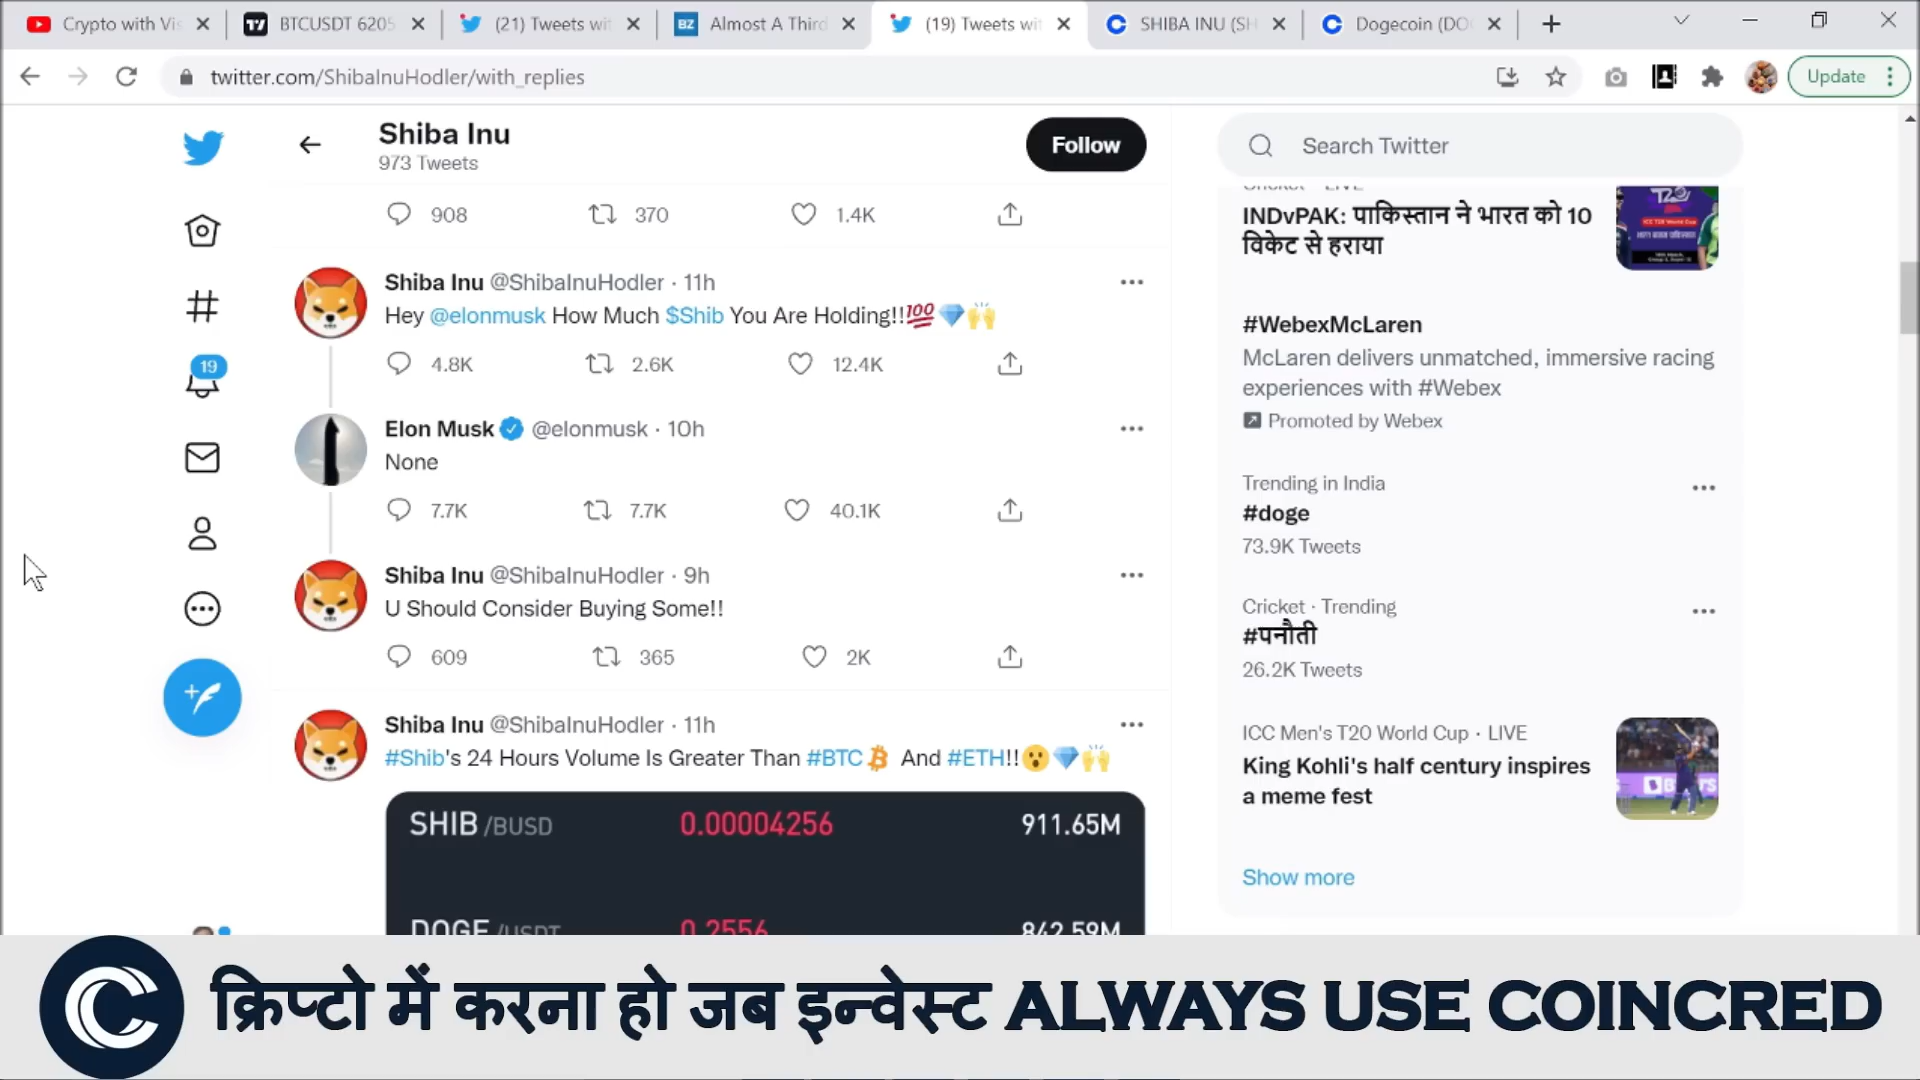 Crypto with Vis
BTCUSDT 6205
(21) Tweets wit
Almost A Third
(19) Tweets wit
SHIBA INU (SH
Dogecoin (DO
twitter.com/ShibaInuHodler/with_replies
Update
Shiba Inu
973 Tweets
Follow
Search Twitter
908 370 1.4K
Shiba Inu @ShibaInuHodler · 11h
Hey @elonmusk How Much $Shib You Are Holding!!💯💎🙌
4.8K 2.6K 12.4K
19
Elon Musk @elonmusk · 10h
None
7.7K 7.7K 40.1K
Shiba Inu @ShibaInuHodler · 9h
U Should Consider Buying Some!!
609 365 2K
Shiba Inu @ShibaInuHodler · 11h
#Shib's 24 Hours Volume Is Greater Than #BTC And #ETH!!😮💎🙌
SHIB /BUSD 0.00004256 911.65M
DOGE /USDT 0.2556 842.59M
Cricket · LIVE
INDvPAK: पाकिस्तान ने भारत को 10
विकेट से हराया
#WebexMcLaren
McLaren delivers unmatched, immersive racing
experiences with #Webex
Promoted by Webex
Trending in India
#doge
73.9K Tweets
Cricket · Trending
#पनौती
26.2K Tweets
ICC Men's T20 World Cup · LIVE
King Kohli's half century inspires
a meme fest
Show more
क्रिप्टो में करना हो जब इन्वेस्ट ALWAYS USE COINCRED